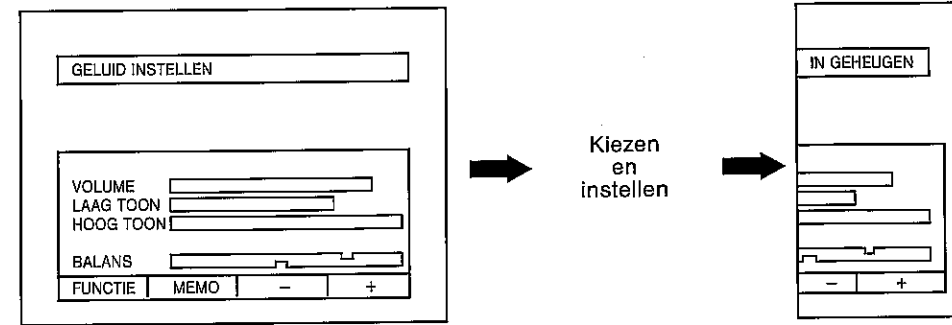 GELUID INSTELLEN
VOLUME
LAAG TOON
HOOG TOON
BALANS
FUNCTIE MEMO − +
Kiezen
en
instellen
IN GEHEUGEN
− +